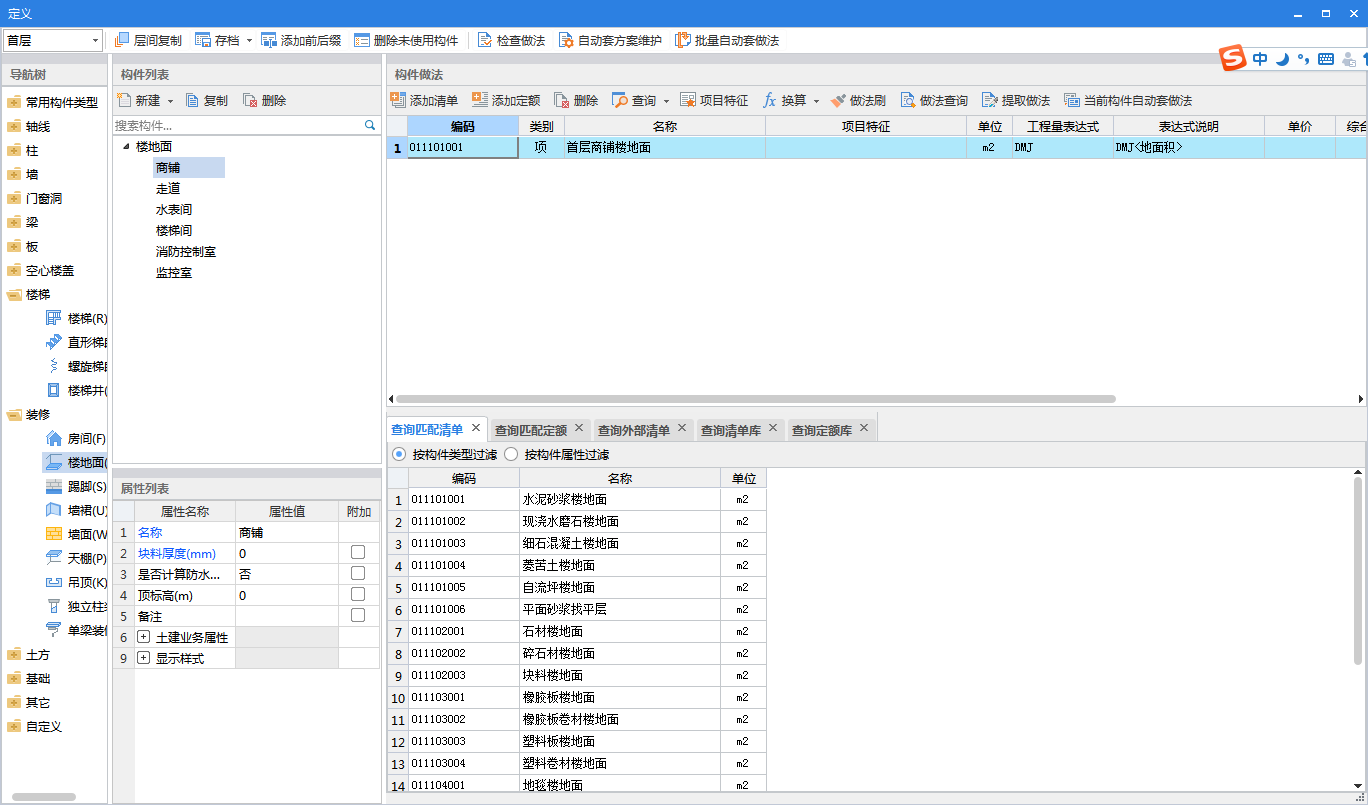 定义
首层 层间复制 存档 添加前后缀 删除未使用构件 检查做法 自动套方案维护 批量自动套做法
导航树
常用构件类型
轴线
柱
墙
门窗洞
梁
板
空心楼盖
楼梯
楼梯(R)
直形梯
螺旋梯
楼梯井(
装修
房间(F)
楼地面(
踢脚(S)
墙裙(U)
墙面(W
天棚(P)
吊顶(K)
独立柱
单梁装
土方
基础
其它
自定义
构件列表
新建 复制 删除
搜索构件...
楼地面
商铺
走道
水表间
楼梯间
消防控制室
监控室
属性列表
属性名称 属性值 附加
1 名称 商铺
2 块料厚度(mm) 0
3 是否计算防水... 否
4 顶标高(m) 0
5 备注
6 土建业务属性
9 显示样式
构件做法
中
添加清单 添加定额 删除 查询 项目特征 fx 换算 做法刷 做法查询 提取做法 当前构件自动套做法
编码 类别 名称 项目特征 单位 工程量表达式 表达式说明 单价 综合
1 011101001 项 首层商铺楼地面 m2 DMJ DMJ<地面积>
查询匹配清单 查询匹配定额 查询外部清单 查询清单库 查询定额库
按构件类型过滤 按构件属性过滤
编码 名称 单位
1 011101001 水泥砂浆楼地面 m2
2 011101002 现浇水磨石楼地面 m2
3 011101003 细石混凝土楼地面 m2
4 011101004 菱苦土楼地面 m2
5 011101005 自流坪楼地面 m2
6 011101006 平面砂浆找平层 m2
7 011102001 石材楼地面 m2
8 011102002 碎石材楼地面 m2
9 011102003 块料楼地面 m2
10 011103001 橡胶板楼地面 m2
11 011103002 橡胶板卷材楼地面 m2
12 011103003 塑料板楼地面 m2
13 011103004 塑料卷材楼地面 m2
14 011104001 地毯楼地面 m2